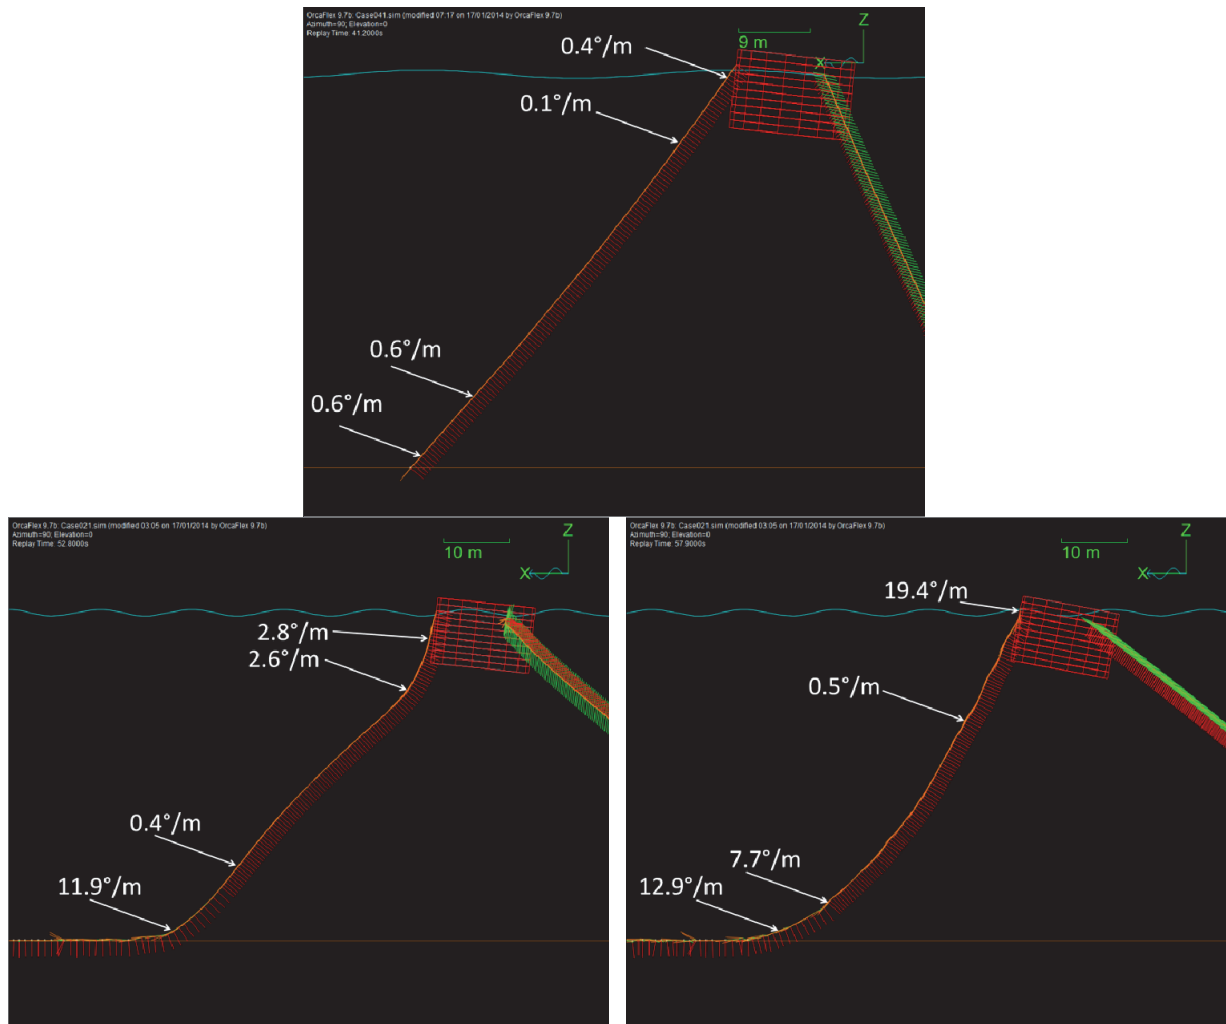 OrcaFlex 9.7b: Case041.sim (modified 07:17 on 17/01/2014 by OrcaFlex 9.7b)
Azimuth=90; Elevation=0
Replay Time: 41.2000s
9 m
Z
X
0.4°/m
0.1°/m
0.6°/m
0.6°/m
OrcaFlex 9.7b: Case021.sim (modified 03:05 on 17/01/2014 by OrcaFlex 9.7b)
Azimuth=90; Elevation=0
Replay Time: 52.8000s
10 m
Z
X
2.8°/m
2.6°/m
0.4°/m
11.9°/m
OrcaFlex 9.7b: Case021.sim (modified 03:05 on 17/01/2014 by OrcaFlex 9.7b)
Azimuth=90; Elevation=0
Replay Time: 57.9000s
10 m
Z
X
19.4°/m
0.5°/m
7.7°/m
12.9°/m